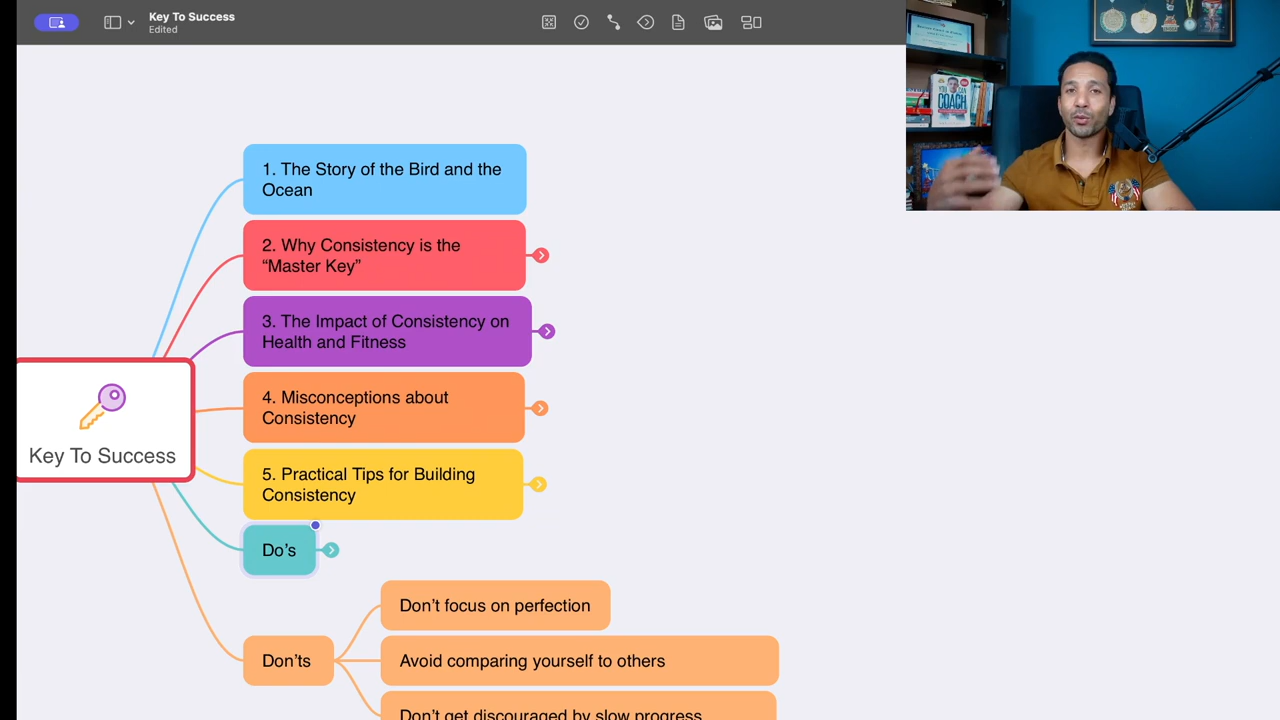 Key To Success
Edited
YOU CAN
COACH
1. The Story of the Bird and the
Ocean
2. Why Consistency is the
“Master Key”
3. The Impact of Consistency on
Health and Fitness
4. Misconceptions about
Consistency
Key To Success
5. Practical Tips for Building
Consistency
Do’s
Don’t focus on perfection
Don’ts
Avoid comparing yourself to others
Don’t get discouraged by slow progress